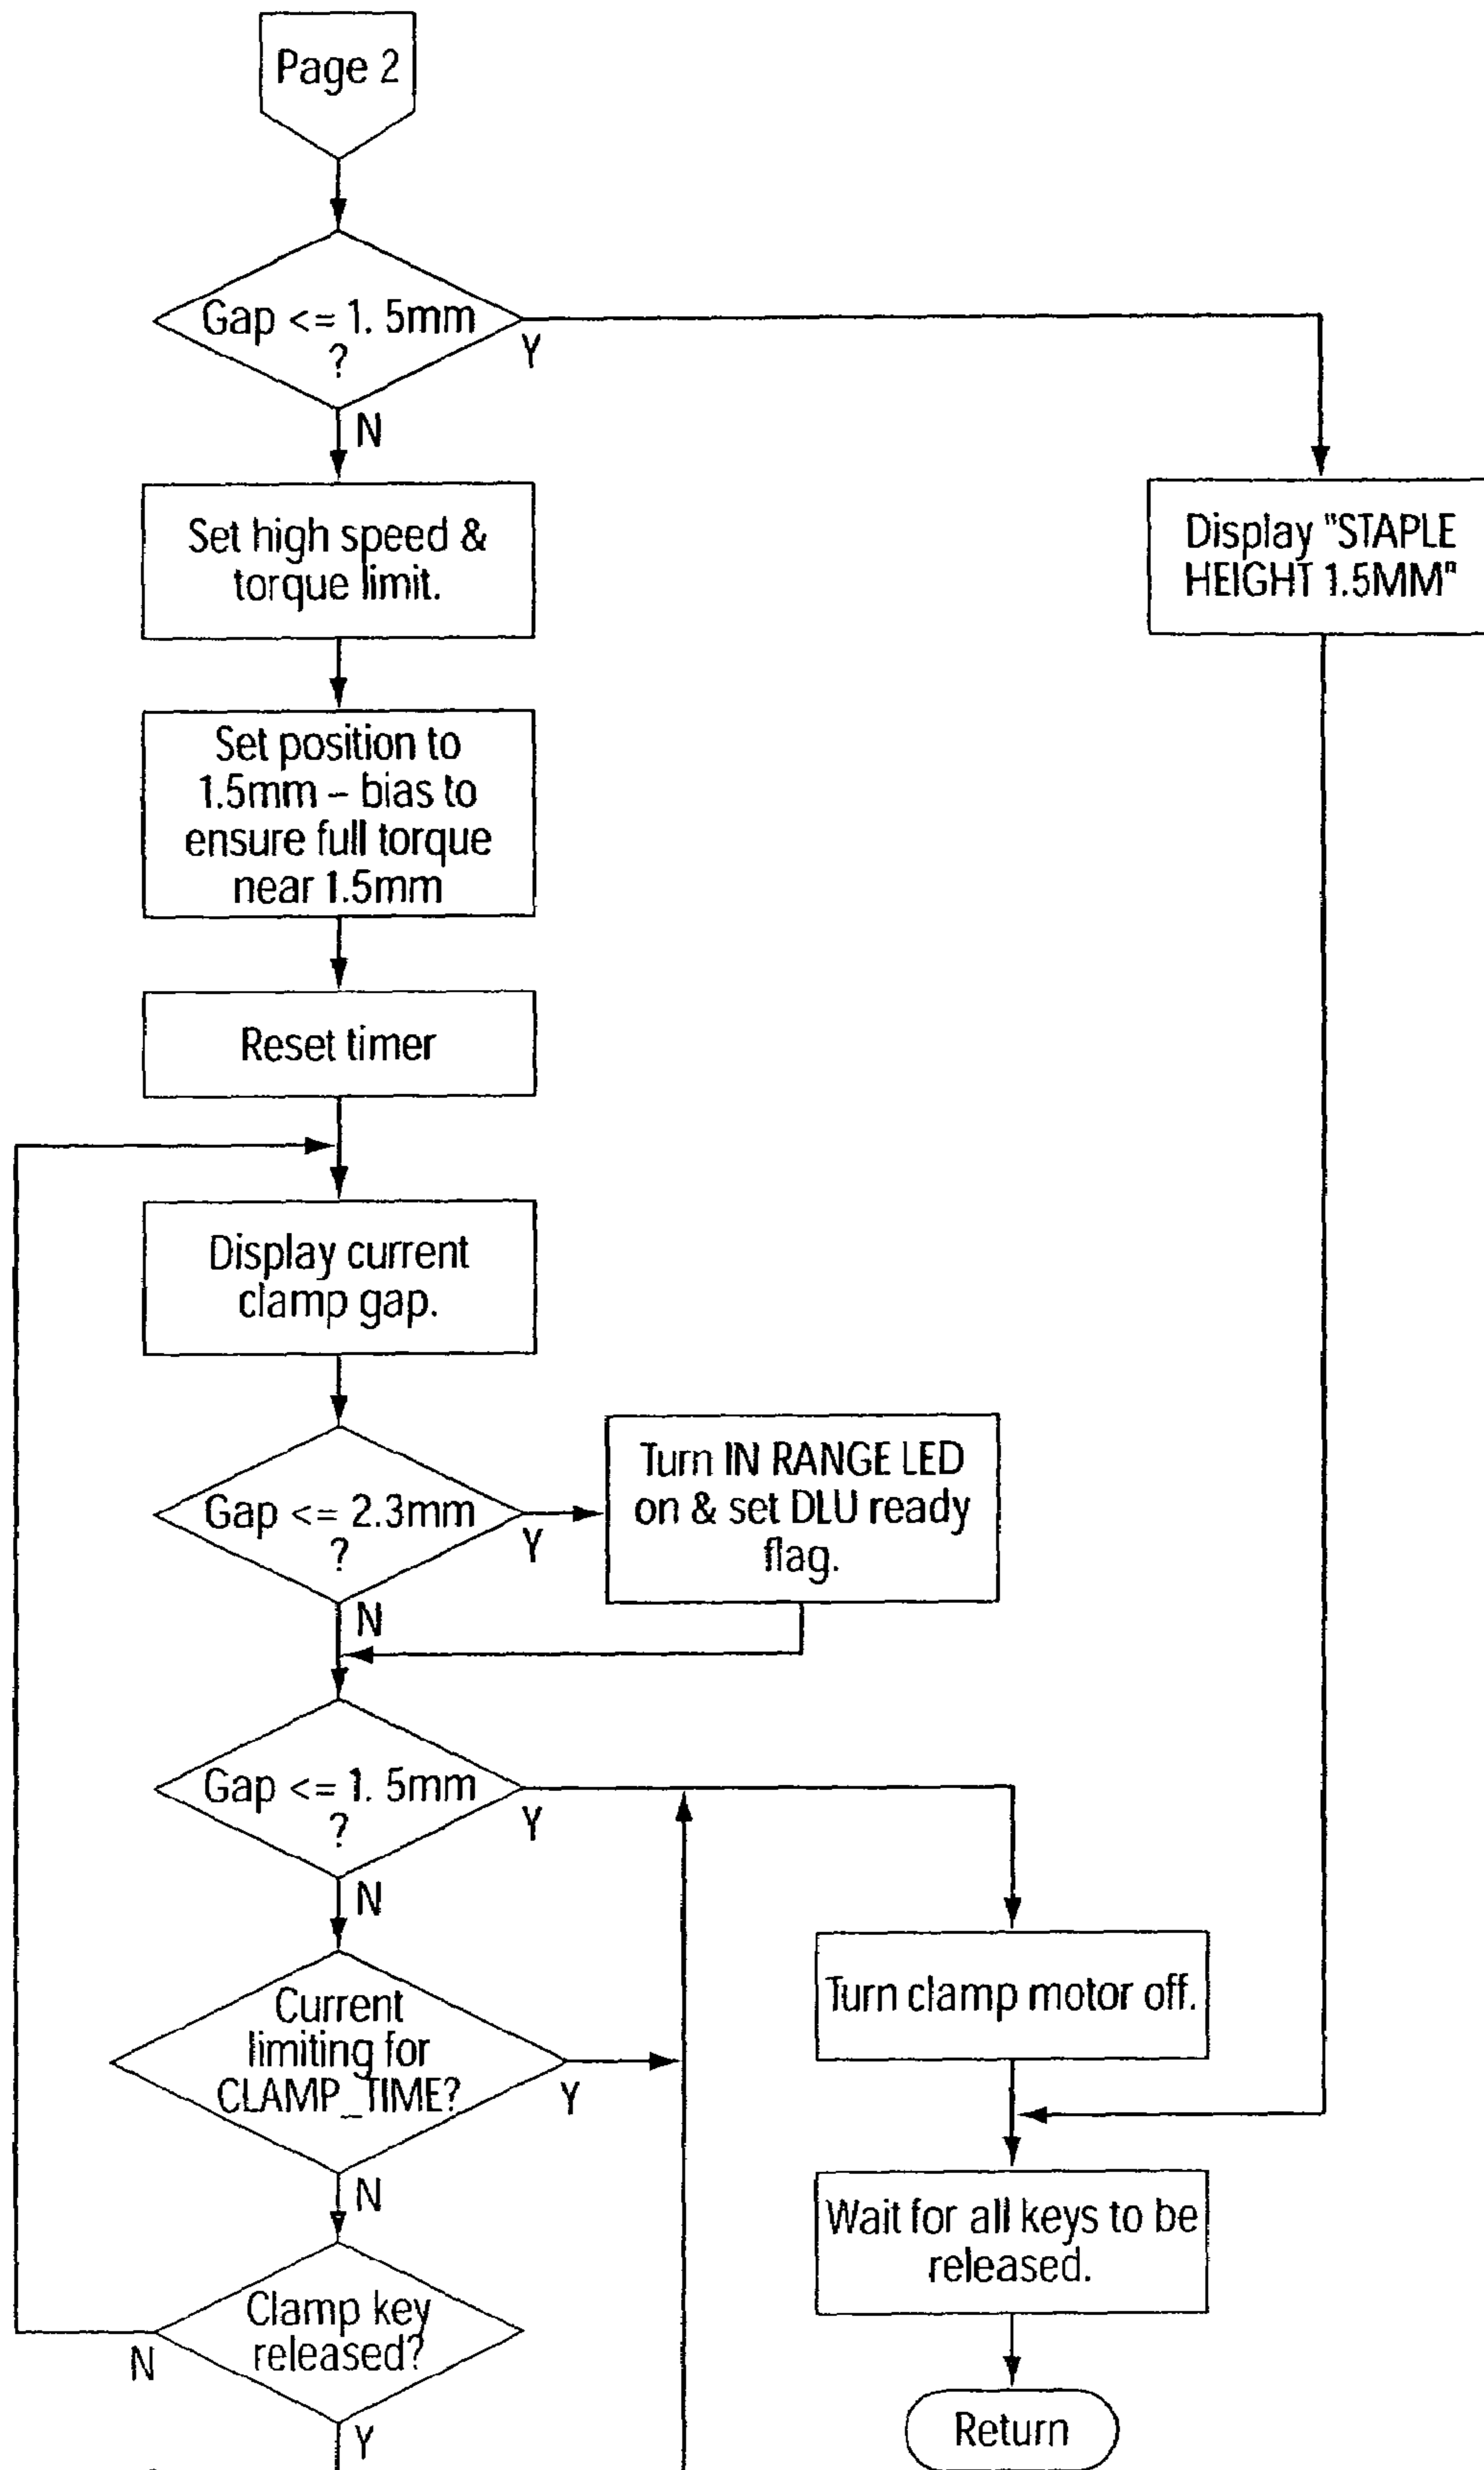 Page 2
Gap <= 1. 5mm
?
Y
N
Set high speed &
torque limit.
Display "STAPLE
HEIGHT 1.5MM"
Set position to
1.5mm – bias to
ensure full torque
near 1.5mm
Reset timer
Display current
clamp gap.
Gap <= 2.3mm
?
Y
N
Turn IN RANGE LED
on & set DLU ready
flag.
Gap <= 1. 5mm
?
Y
N
Current
limiting for
CLAMP_TIME?
Y
N
Turn clamp motor off.
Wait for all keys to be
released.
Clamp key
released?
N
Y
Return